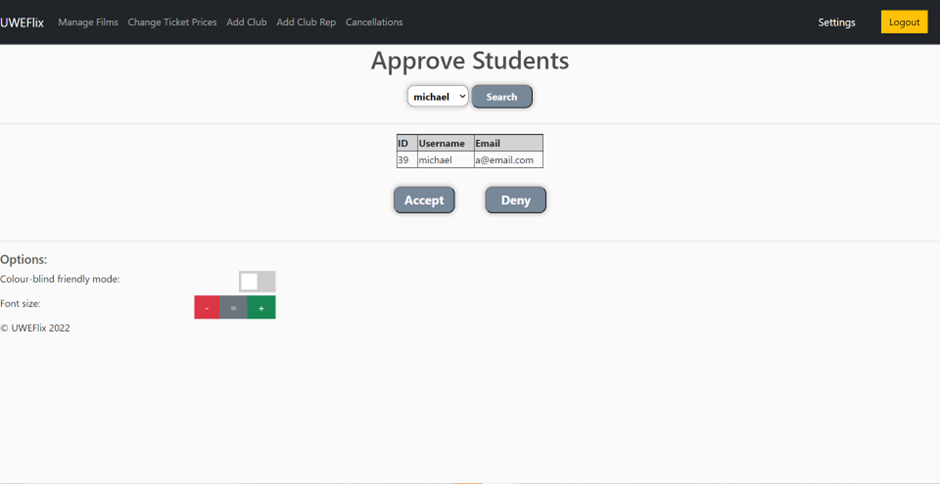 UWEFlix Manage Films Change Ticket Prices Add Club Add Club Rep Cancellations Settings Logout
Approve Students
michael Search
ID Username Email
39 michael a@email.com
Accept Deny
Options:
Colour-blind friendly mode:
Font size: - = +
© UWEFlix 2022